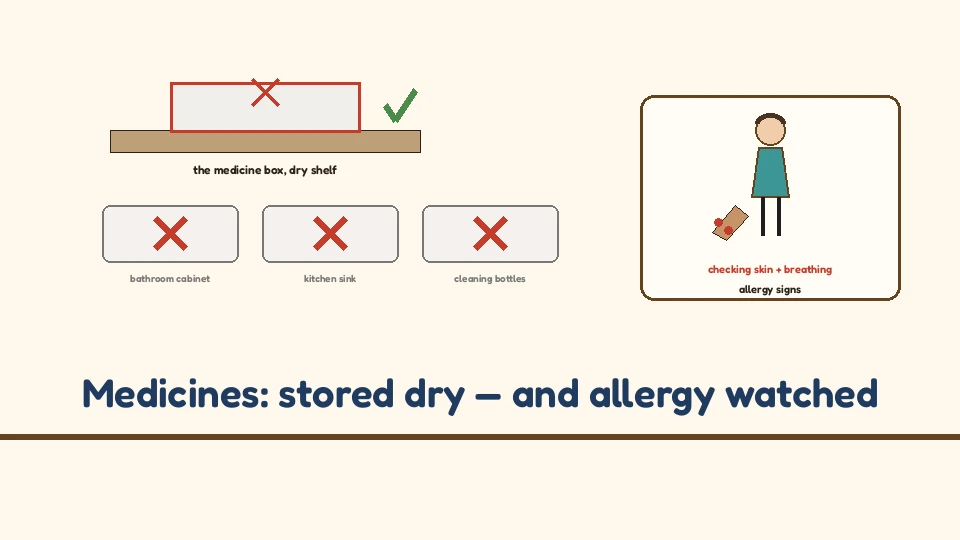 the medicine box, dry shelf
bathroom cabinet
kitchen sink
cleaning bottles
checking skin + breathing
allergy signs
Medicines: stored dry — and allergy watched